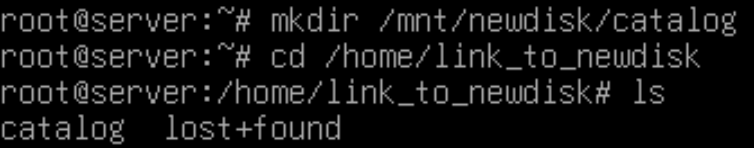 root@server:~# mkdir /mnt/newdisk/catalog
root@server:~# cd /home/link_to_newdisk
root@server:/home/link_to_newdisk# ls
catalog  lost+found